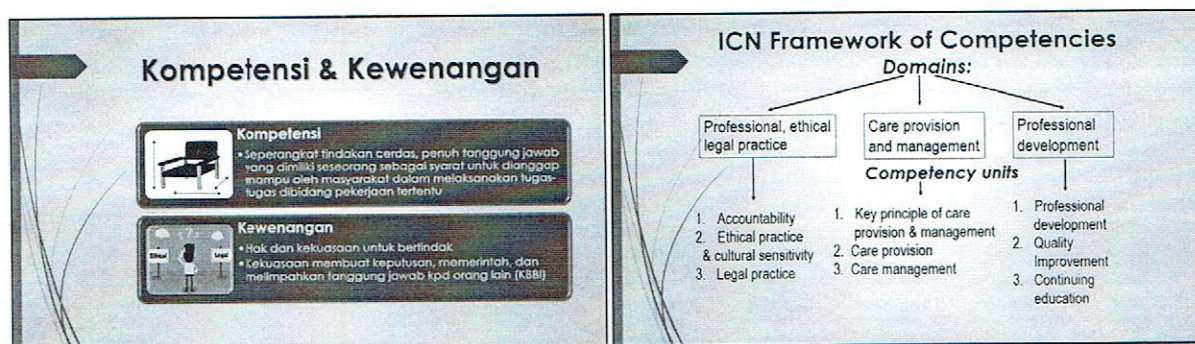 Kompetensi & Kewenangan
Kompetensi
• Seperangkat tindakan cerdas, penuh tanggung jawab
yang dimiliki seseorang sebagai syarat untuk dianggap
mampu oleh masyarakat dalam melaksanakan tugas-
tugas dibidang pekerjaan tertentu
Kewenangan
• Hak dan kekuasaan untuk bertindak
• Kekuasaan membuat keputusan, memerintah, dan
melimpahkan tanggung jawab kpd orang lain (KBBI)
Ethical
Legal
ICN Framework of Competencies
Domains:
Professional, ethical
legal practice
Care provision
and management
Professional
development
Competency units
1. Accountability
2. Ethical practice
& cultural sensitivity
3. Legal practice
1. Key principle of care
provision & management
2. Care provision
3. Care management
1. Professional
development
2. Quality
Improvement
3. Continuing
education